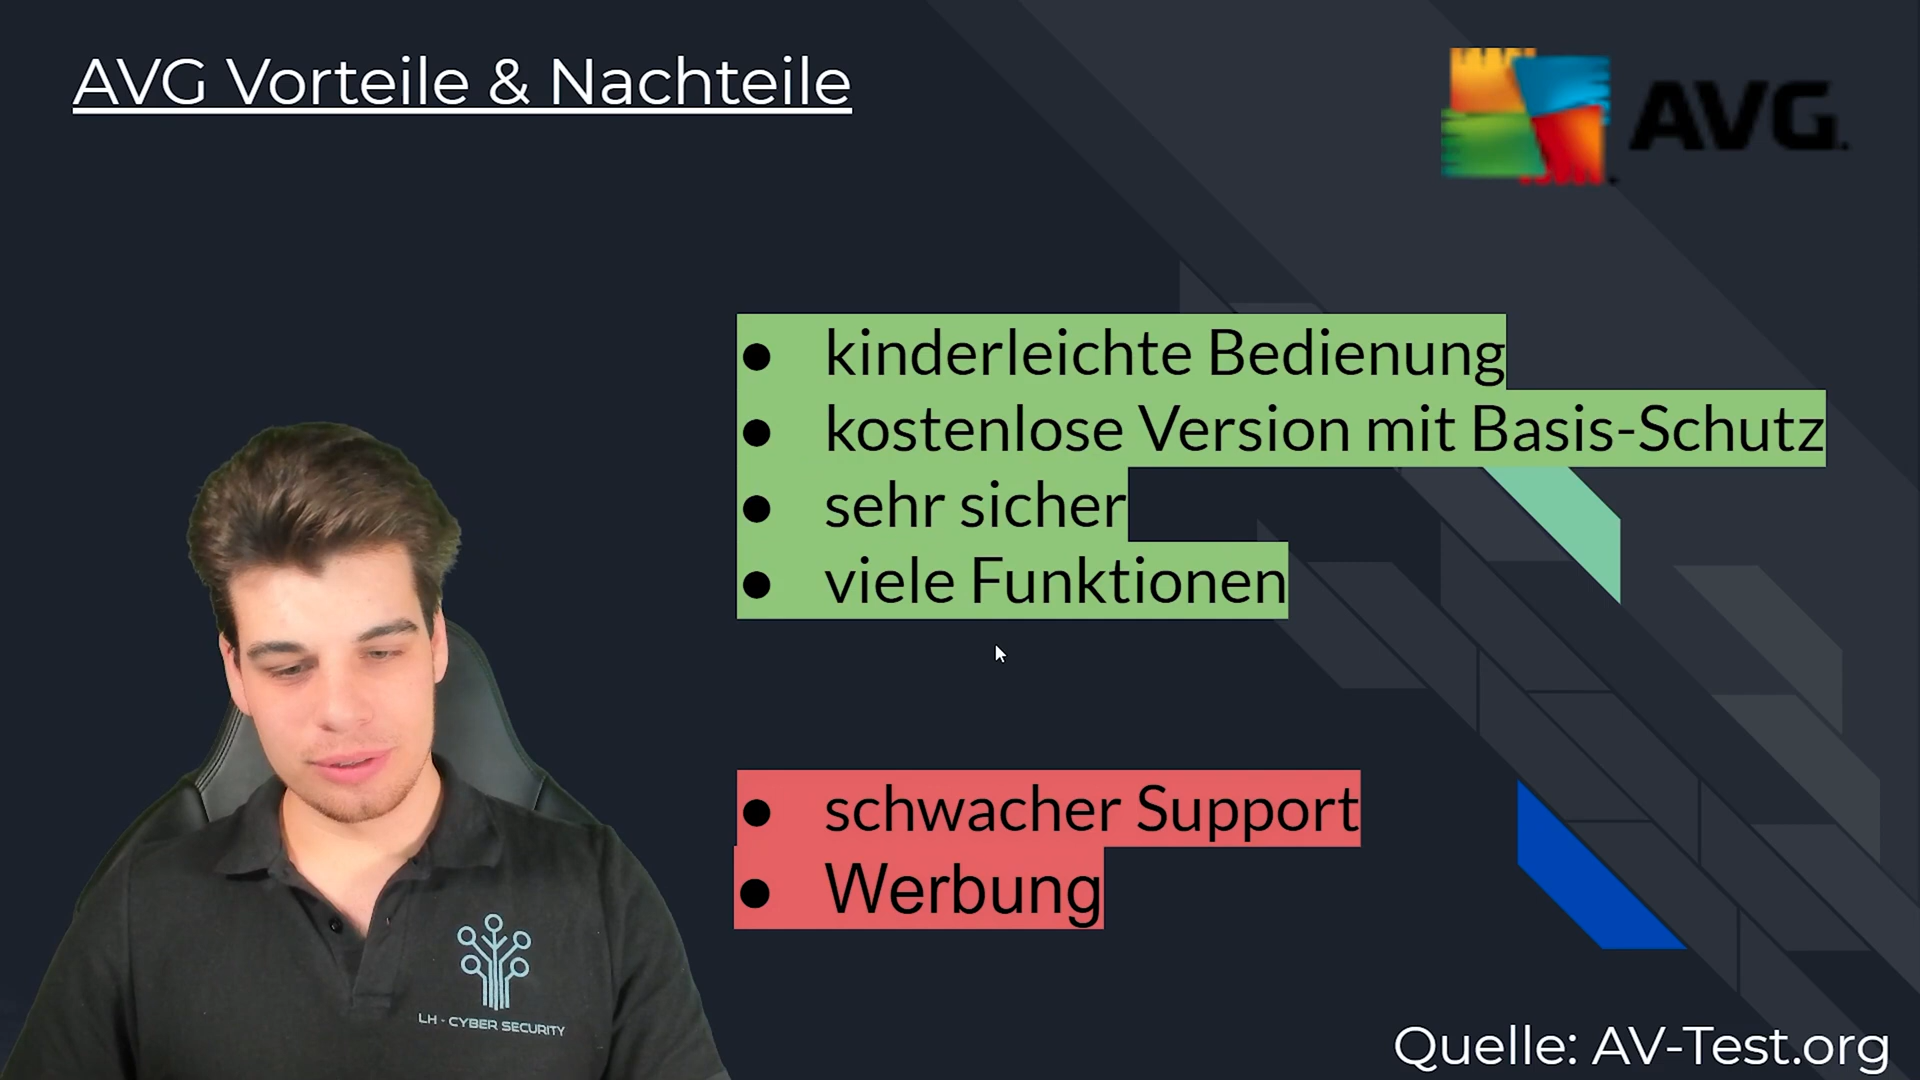 AVG Vorteile & Nachteile
AVG.
● kinderleichte Bedienung
● kostenlose Version mit Basis-Schutz
● sehr sicher
● viele Funktionen
● schwacher Support
● Werbung
LH - CYBER SECURITY
Quelle: AV-Test.org